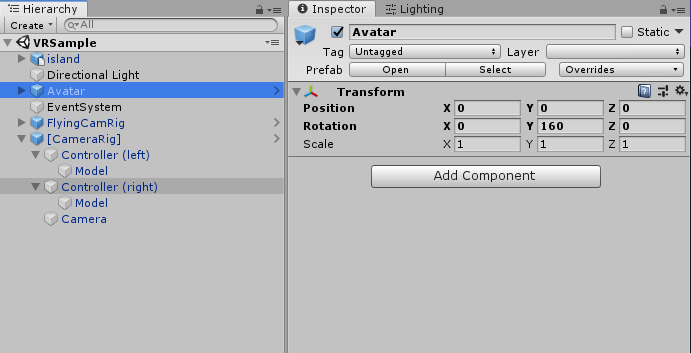 Hierarchy
Create All
VRSample
island
Directional Light
Avatar
EventSystem
FlyingCamRig
[CameraRig]
Controller (left)
Model
Controller (right)
Model
Camera
Inspector Lighting
Avatar Static
Tag Untagged Layer
Prefab Open Select Overrides
Transform
Position X 0 Y 0 Z 0
Rotation X 0 Y 160 Z 0
Scale X 1 Y 1 Z 1
Add Component